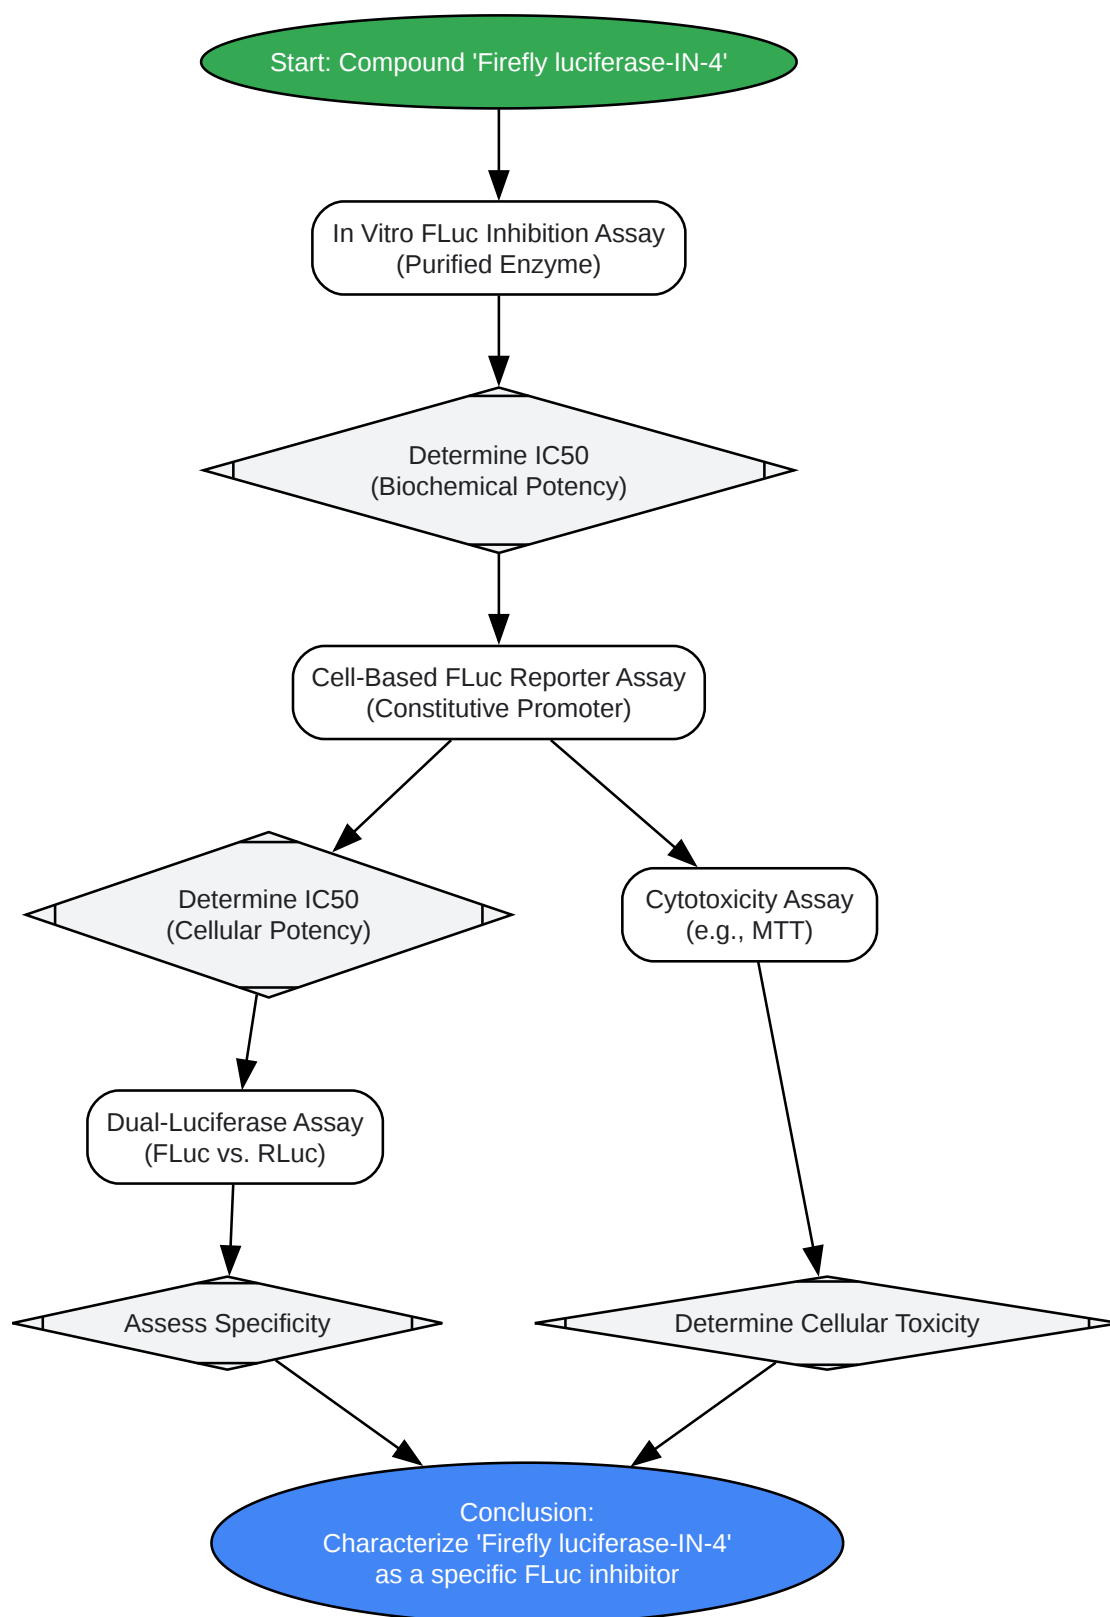 Start: Compound 'Firefly luciferase-IN-4'
In Vitro FLuc Inhibition Assay
(Purified Enzyme)
Determine IC50
(Biochemical Potency)
Cell-Based FLuc Reporter Assay
(Constitutive Promoter)
Determine IC50
(Cellular Potency)
Cytotoxicity Assay
(e.g., MTT)
Dual-Luciferase Assay
(FLuc vs. RLuc)
Assess Specificity
Determine Cellular Toxicity
Conclusion:
Characterize 'Firefly luciferase-IN-4'
as a specific FLuc inhibitor